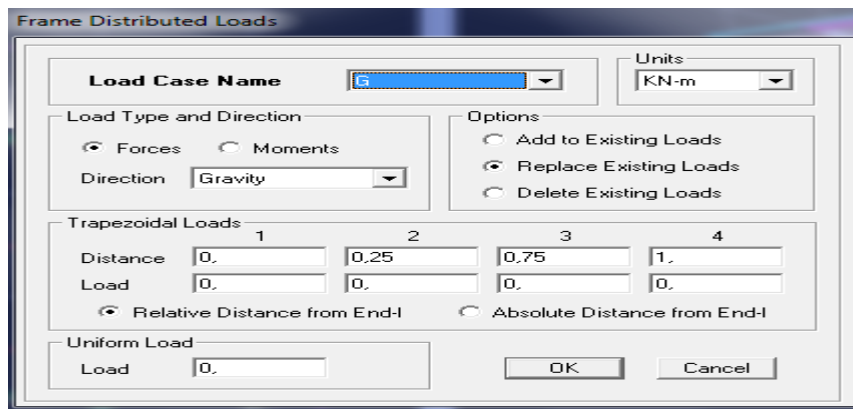 Frame Distributed Loads
Units
Load Case Name G KN-m
Load Type and Direction Options
Forces Moments Add to Existing Loads
Replace Existing Loads
Direction Gravity
Delete Existing Loads
Trapezoidal Loads
1 2 3 4
Distance 0, 0,25 0,75 1,
Load 0, 0, 0, 0,
Relative Distance from End-I Absolute Distance from End-I
Uniform Load
Load 0, OK Cancel